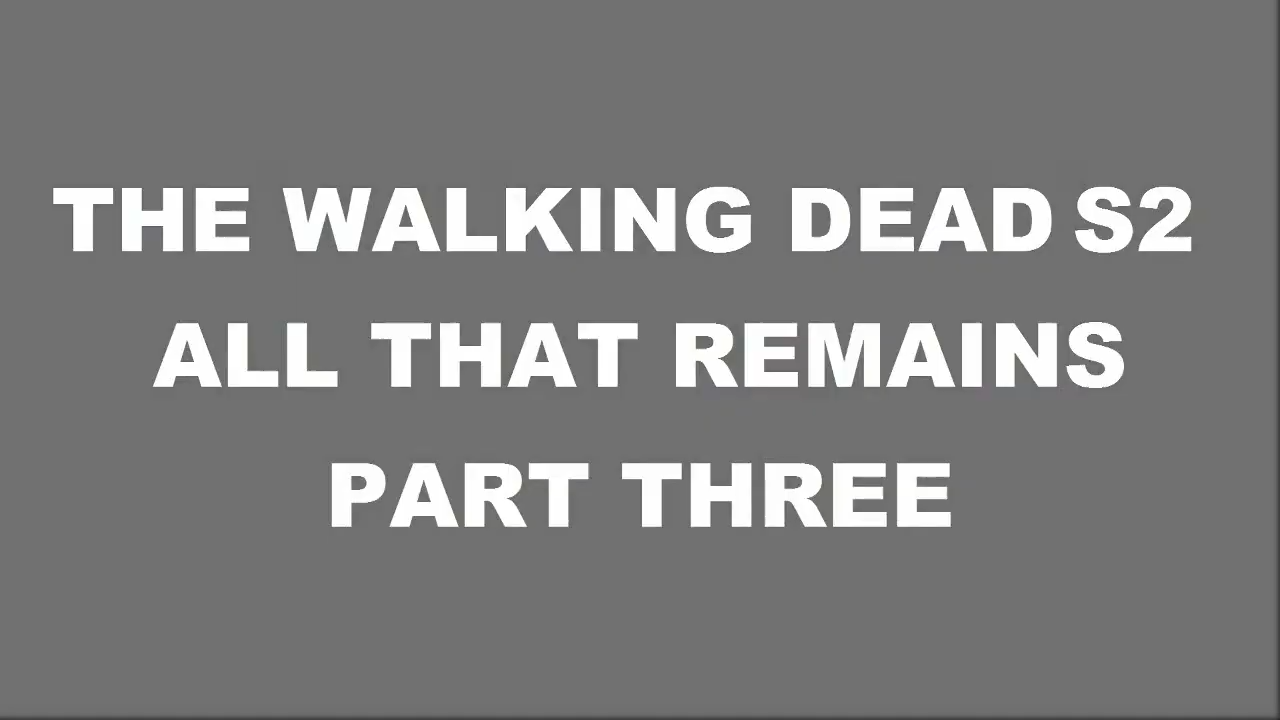 THE WALKING DEAD S2
ALL THAT REMAINS
PART THREE